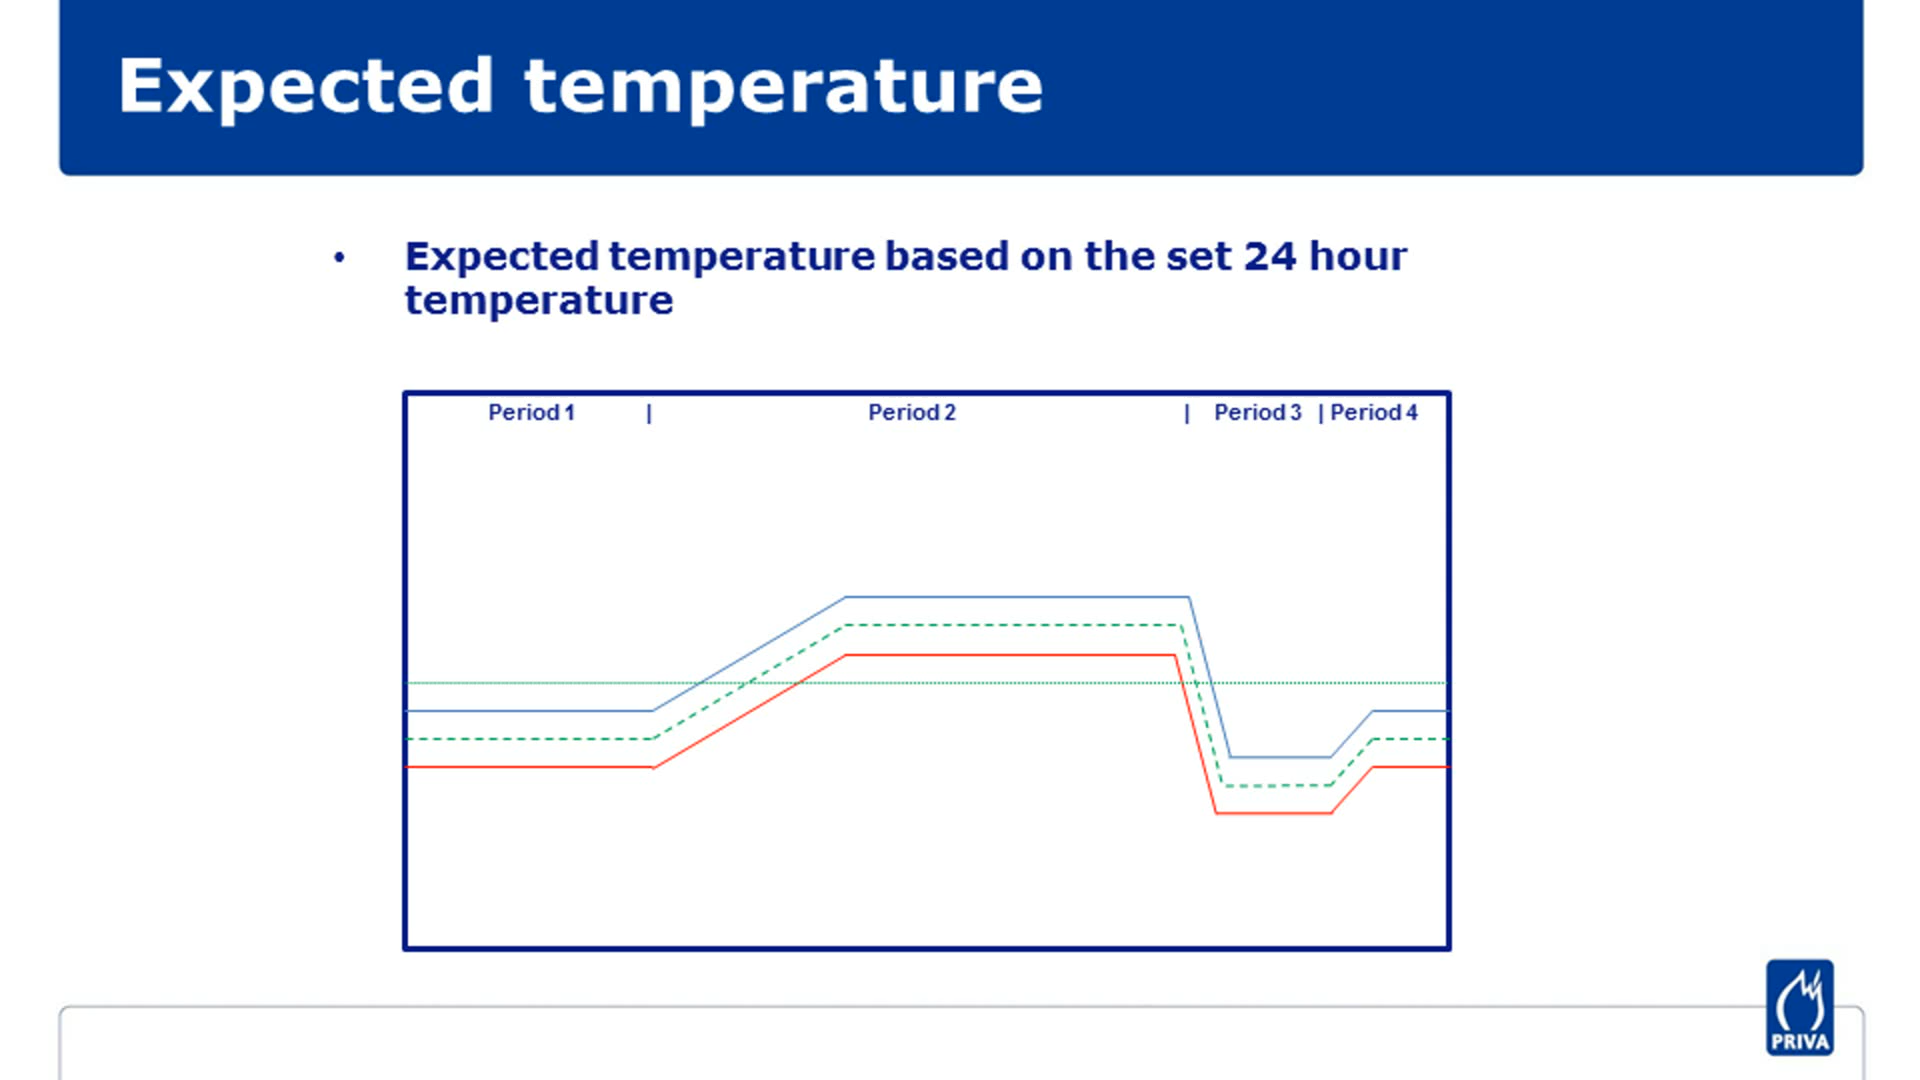 Expected temperature
• Expected temperature based on the set 24 hour
temperature
Period 1 | Period 2 | Period 3 | Period 4
PRIVA